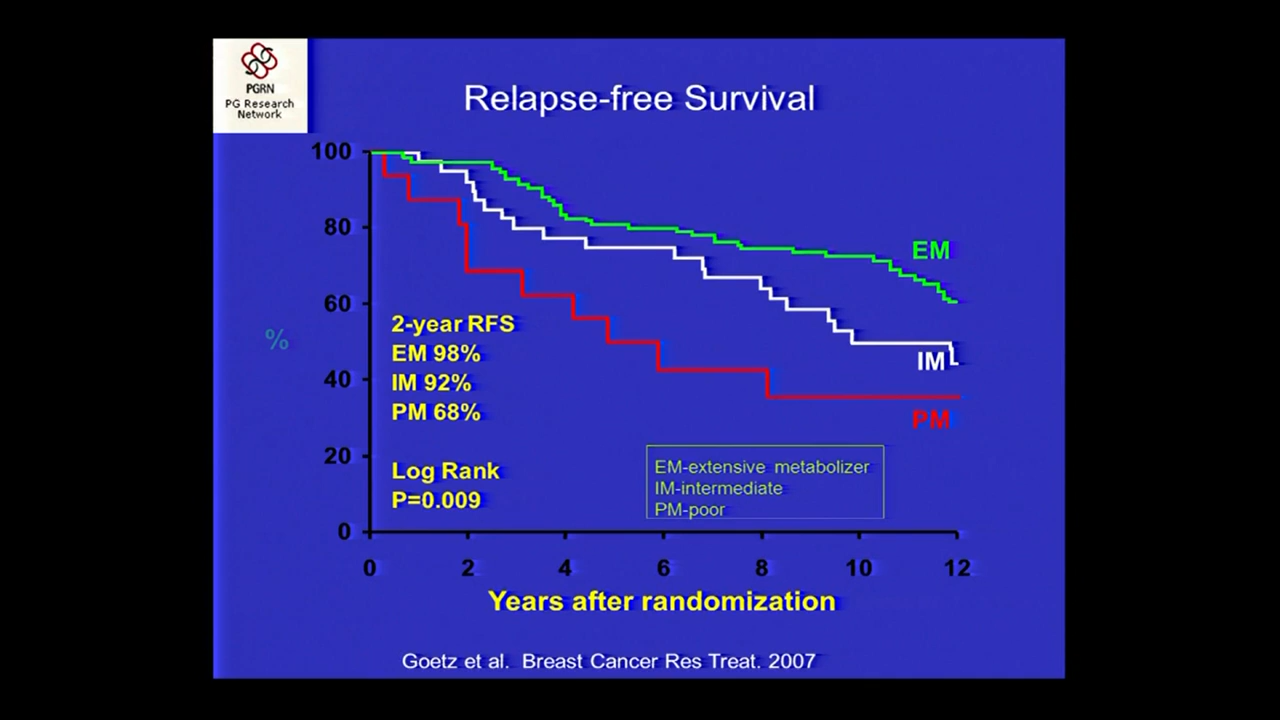 PGRN
PG Research
Network
Relapse-free Survival
100
80
60
40
20
0
%
EM
IM
PM
2-year RFS
EM 98%
IM 92%
PM 68%
Log Rank
P=0.009
EM-extensive metabolizer
IM-intermediate
PM-poor
0 2 4 6 8 10 12
Years after randomization
Goetz et al. Breast Cancer Res Treat. 2007